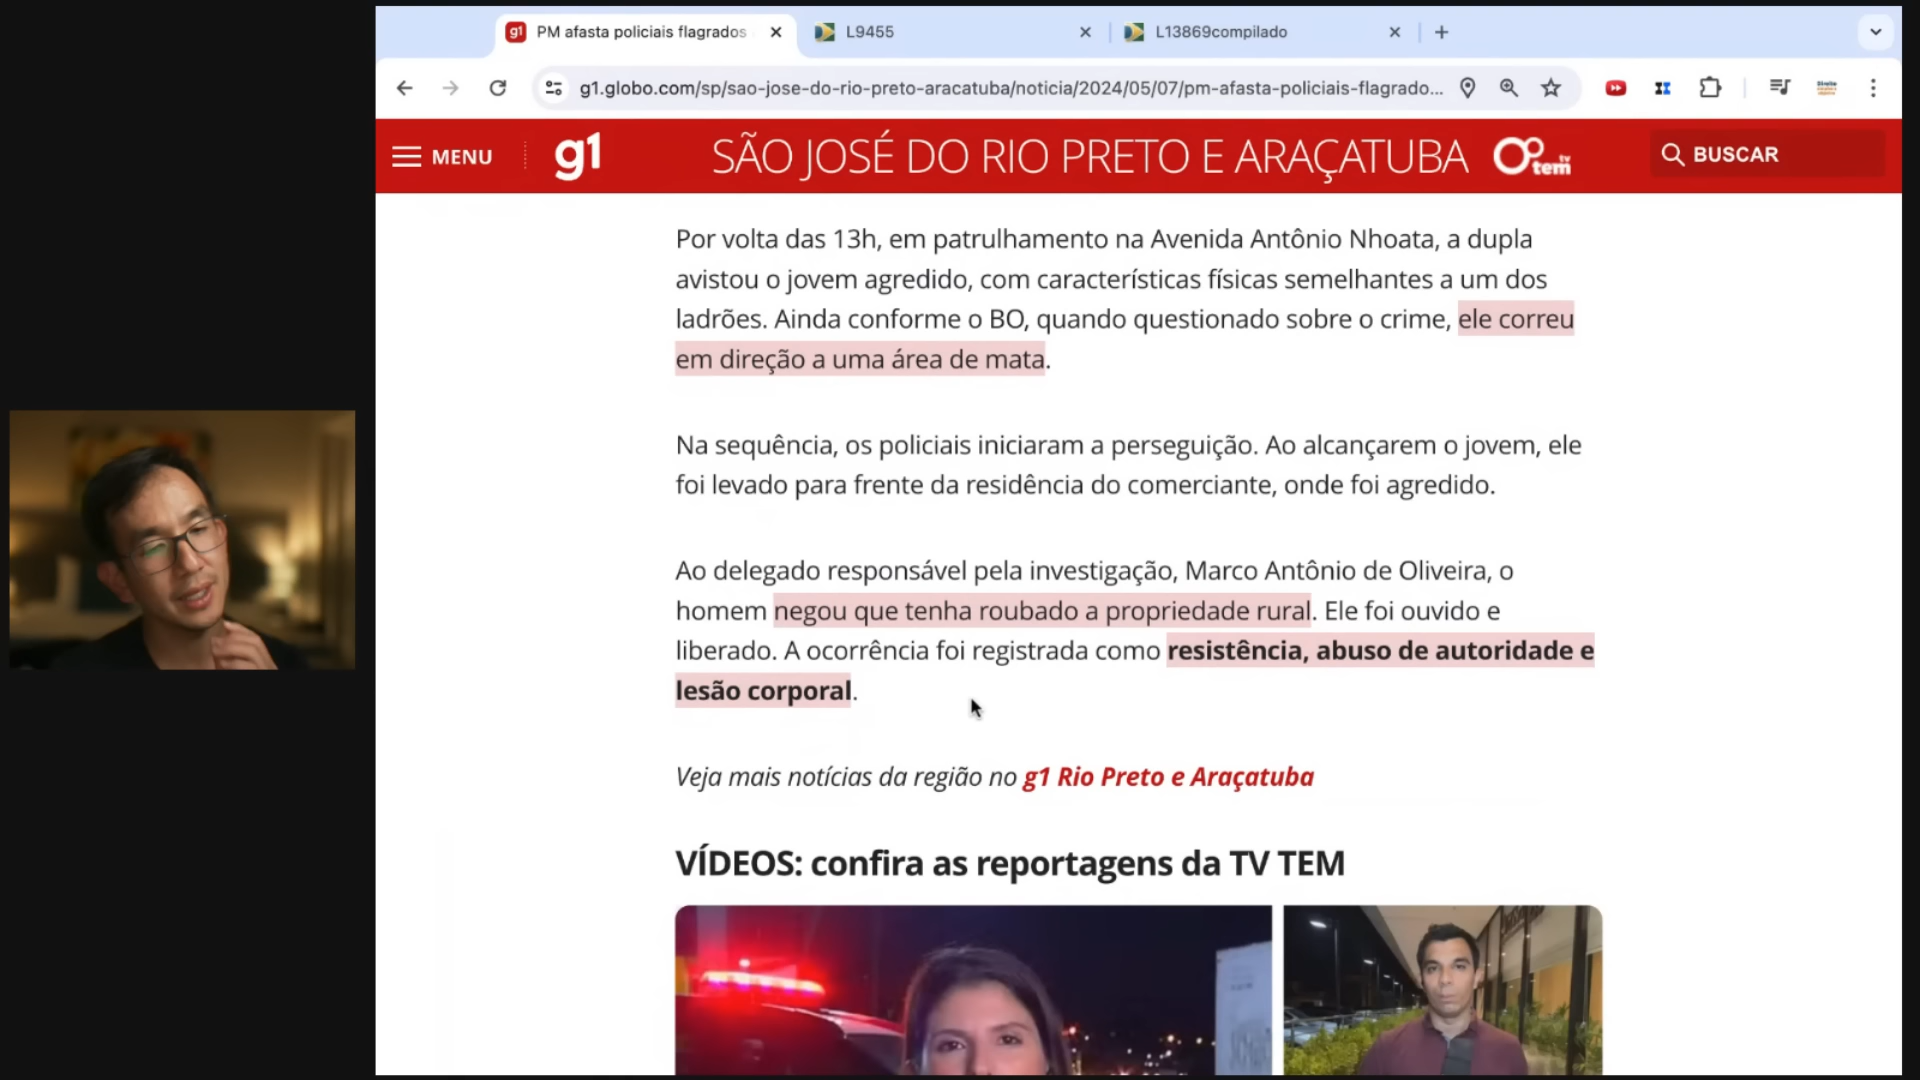 PM afasta policiais flagrados
L9455
L13869compilado
g1.globo.com/sp/sao-jose-do-rio-preto-aracatuba/noticia/2024/05/07/pm-afasta-policiais-flagrado...
MENU
g1
SÃO JOSÉ DO RIO PRETO E ARAÇATUBA
tv tem
BUSCAR
Por volta das 13h, em patrulhamento na Avenida Antônio Nhoata, a dupla
avistou o jovem agredido, com características físicas semelhantes a um dos
ladrões. Ainda conforme o BO, quando questionado sobre o crime, ele correu
em direção a uma área de mata.
Na sequência, os policiais iniciaram a perseguição. Ao alcançarem o jovem, ele
foi levado para frente da residência do comerciante, onde foi agredido.
Ao delegado responsável pela investigação, Marco Antônio de Oliveira, o
homem negou que tenha roubado a propriedade rural. Ele foi ouvido e
liberado. A ocorrência foi registrada como resistência, abuso de autoridade e
lesão corporal.
Veja mais notícias da região no g1 Rio Preto e Araçatuba
VÍDEOS: confira as reportagens da TV TEM